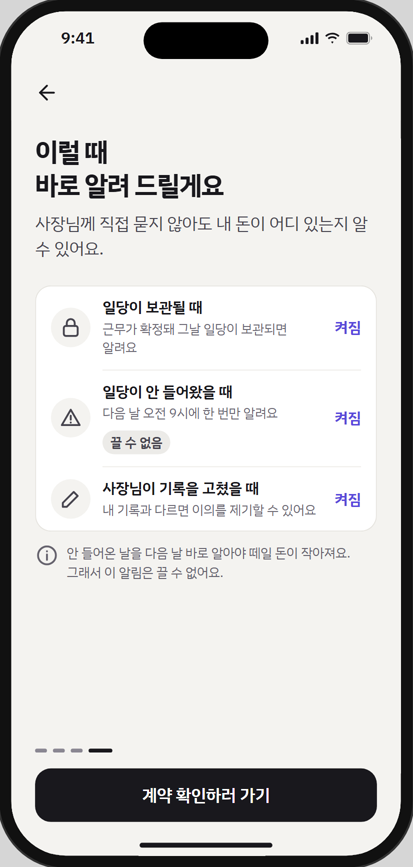 9:41
이럴 때
바로 알려 드릴게요
사장님께 직접 묻지 않아도 내 돈이 어디 있는지 알
수 있어요.
일당이 보관될 때
근무가 확정돼 그날 일당이 보관되면
알려요
켜짐
일당이 안 들어왔을 때
다음 날 오전 9시에 한 번만 알려요
끌 수 없음
켜짐
사장님이 기록을 고쳤을 때
내 기록과 다르면 이의를 제기할 수 있어요
켜짐
안 들어온 날을 다음 날 바로 알아야 떼일 돈이 작아져요.
그래서 이 알림은 끌 수 없어요.
계약 확인하러 가기